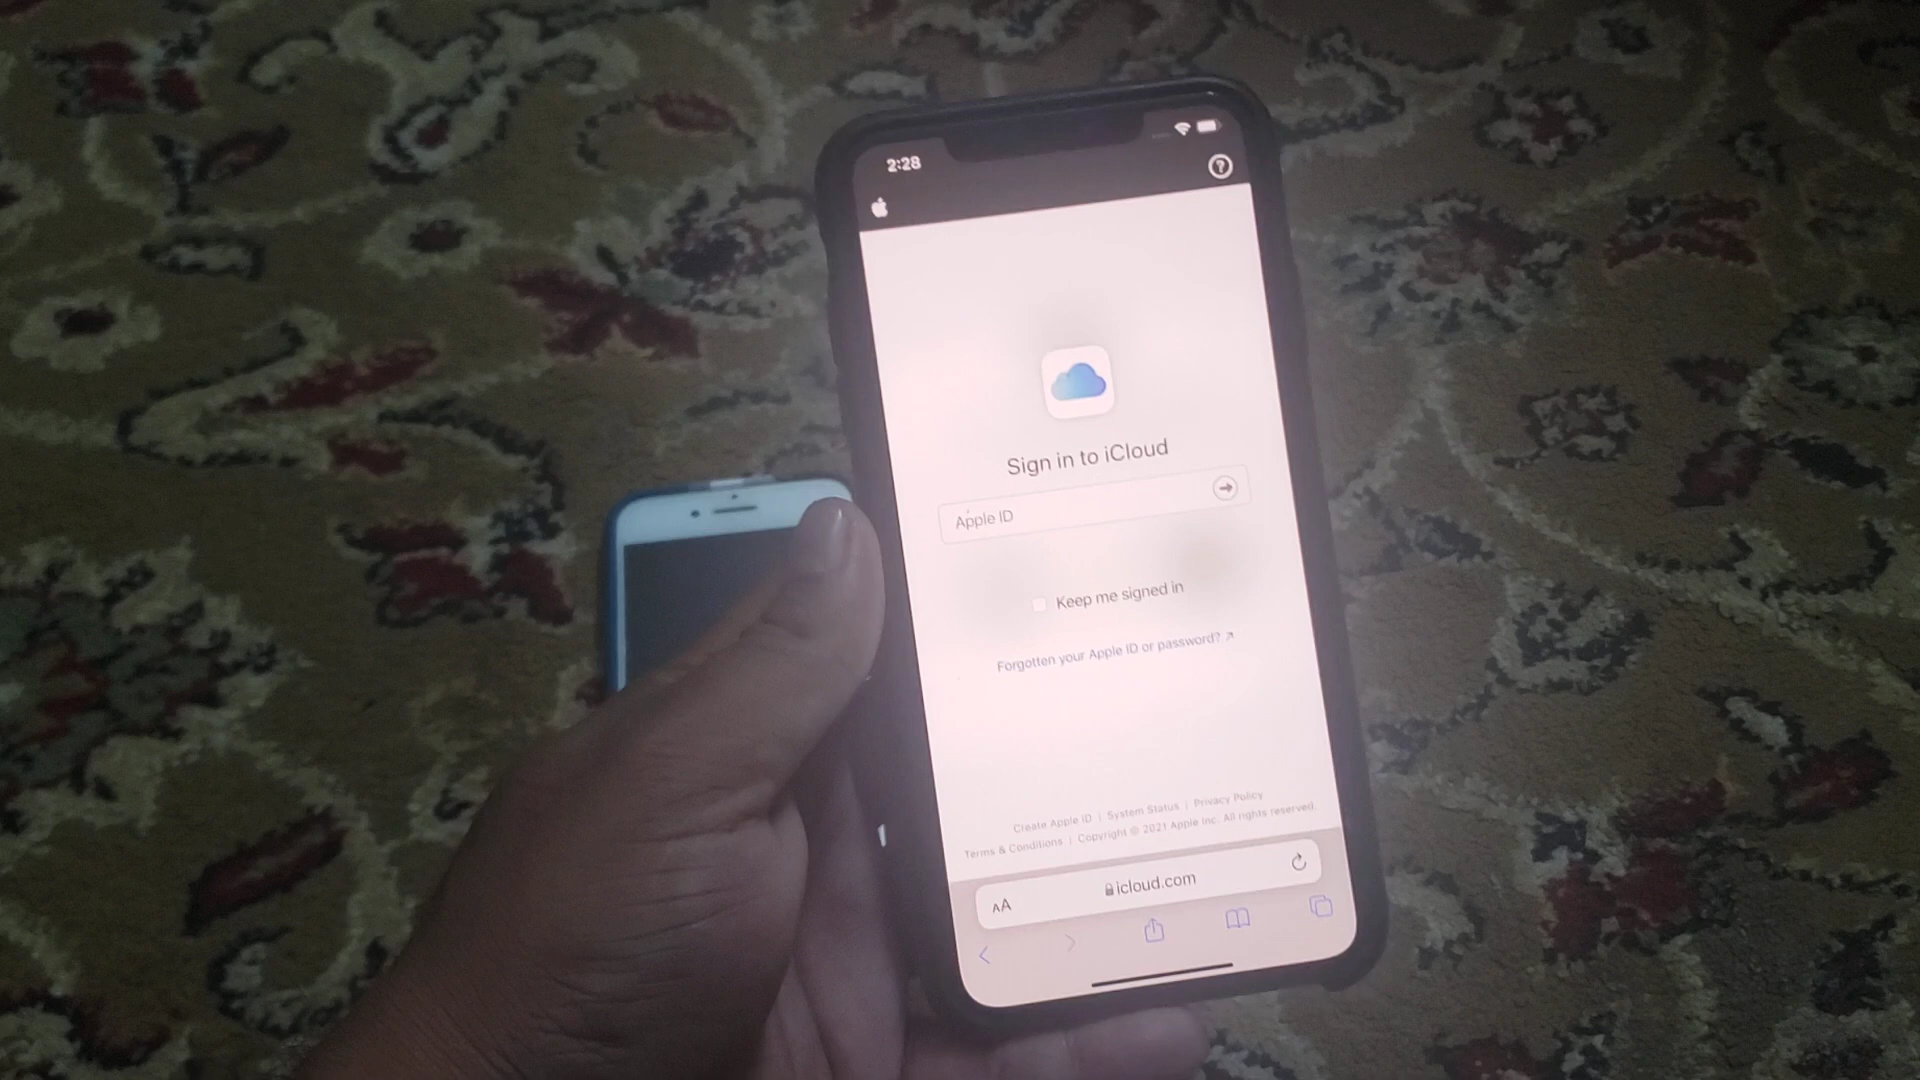 2:28
Sign in to iCloud
Apple ID
Keep me signed in
Forgotten your Apple ID or password? ↗
Create Apple ID | System Status | Privacy Policy
Terms & Conditions | Copyright © 2021 Apple Inc. All rights reserved.
AA icloud.com